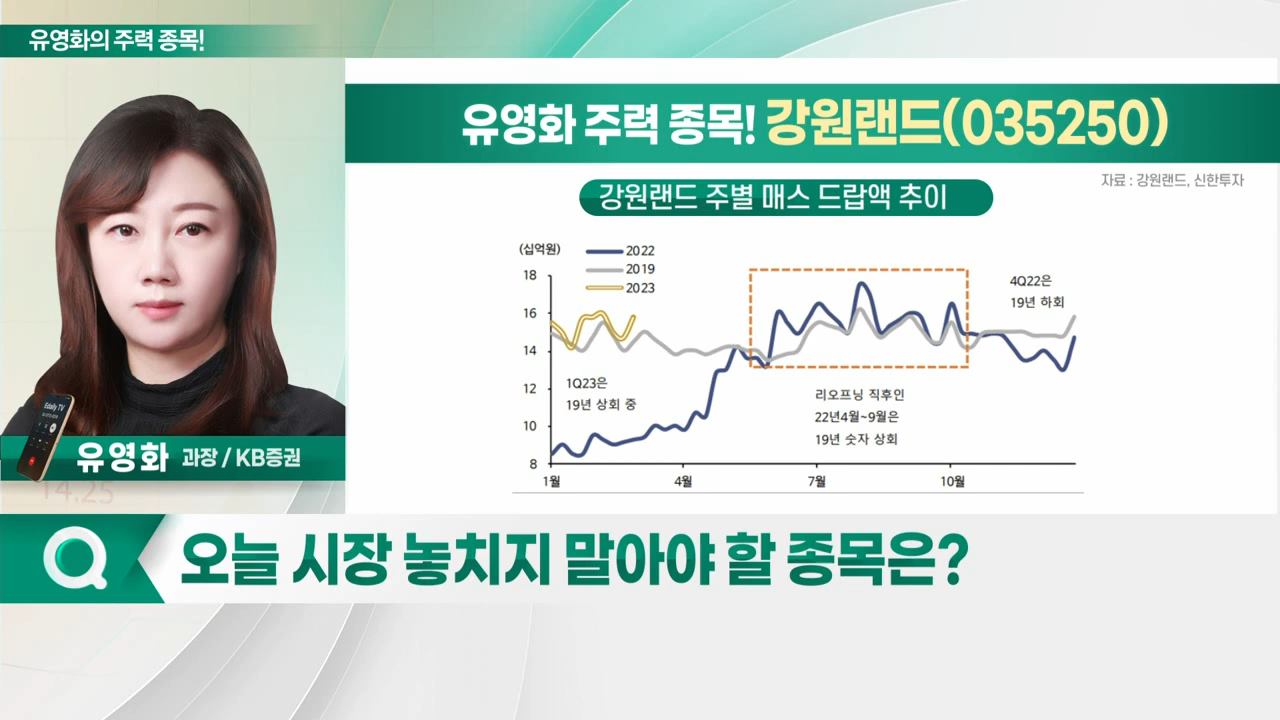 유영화의 주력 종목!
유영화 주력 종목! 강원랜드(035250)
자료 : 강원랜드, 신한투자
강원랜드 주별 매스 드랍액 추이
(십억원)
2022
2019
2023
18
16
14
12
10
8
1월
4월
7월
10월
4Q22은
19년 하회
1Q23은
19년 상회 중
리오프닝 직후인
22년4월~9월은
19년 숫자 상회
Edaily TV
유영화 과장 / KB증권
14.25
Q 오늘 시장 놓치지 말아야 할 종목은?